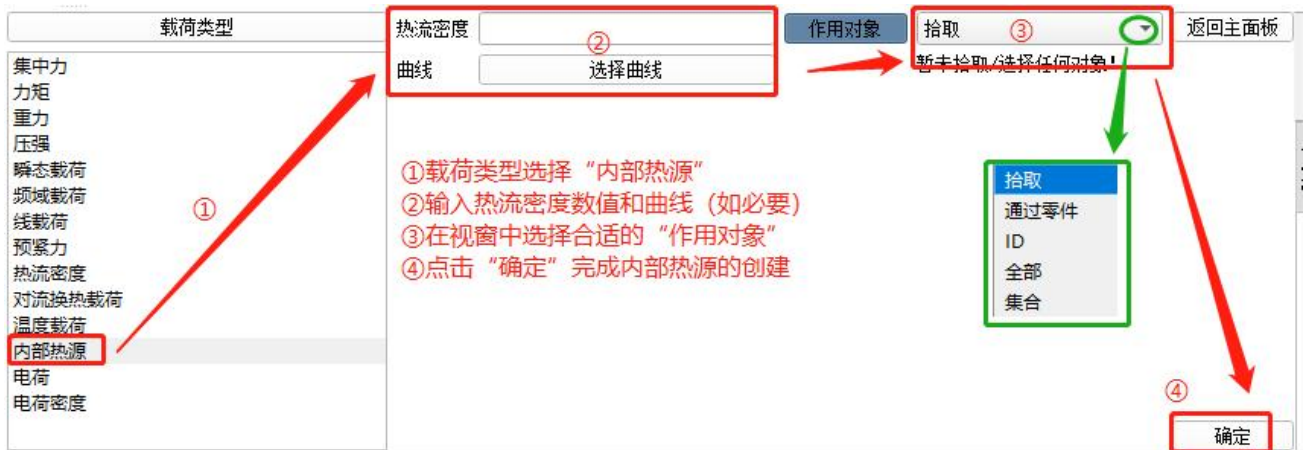 载荷类型
热流密度
作用对象
拾取
③
返回主面板
②
曲线
选择曲线
暂未拾取/选择任何对象!
集中力
力矩
重力
压强
瞬态载荷
频域载荷
线载荷
预紧力
热流密度
对流换热载荷
温度载荷
内部热源
电荷
电荷密度
①
①载荷类型选择“内部热源”
②输入热流密度数值和曲线（如必要）
③在视窗中选择合适的“作用对象”
④点击“确定”完成内部热源的创建
拾取
通过零件
ID
全部
集合
④
确定